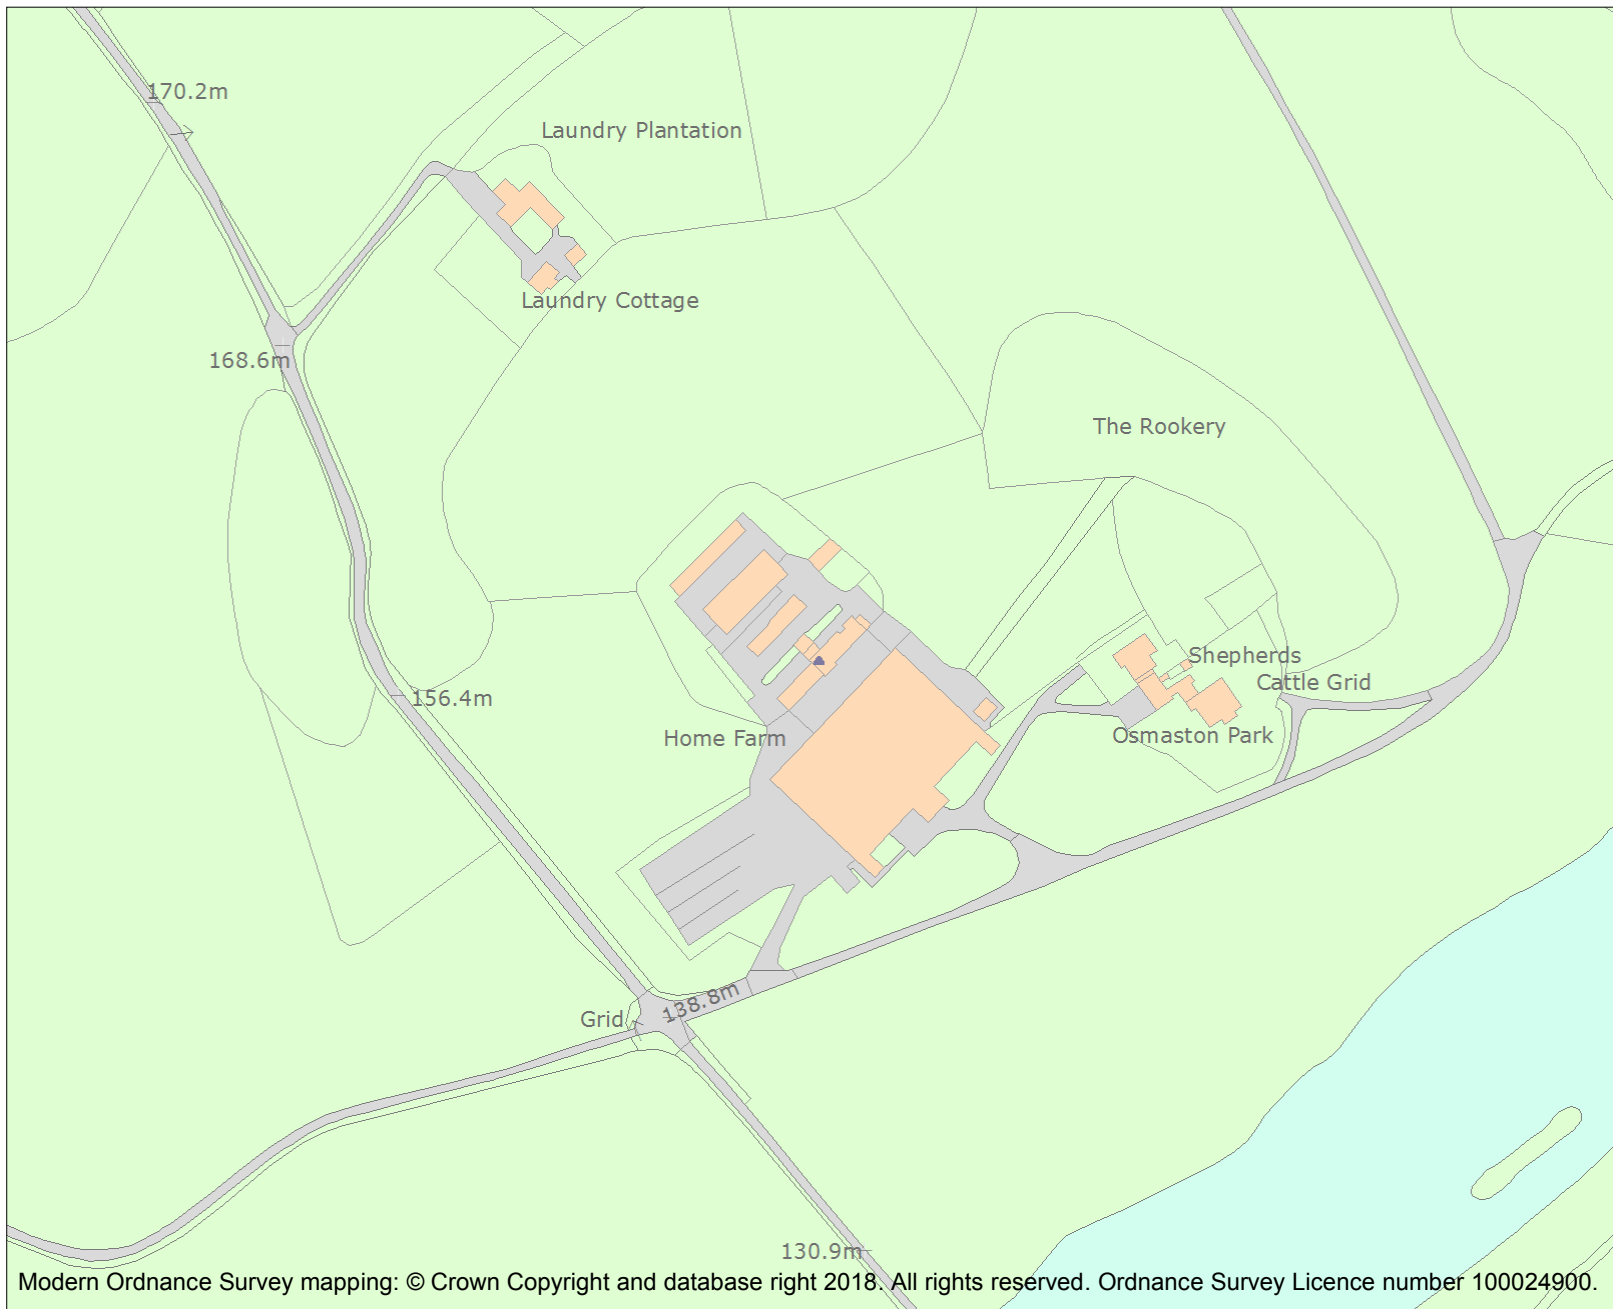 170.2m
Laundry Plantation
Laundry Cottage
168.6m
The Rookery
Shepherds
Cattle Grid
156.4m
Home Farm
Osmaston Park
138.8m
Grid
130.9m
Modern Ordnance Survey mapping: © Crown Copyright and database right 2018. All rights reserved. Ordnance Survey Licence number 100024900.